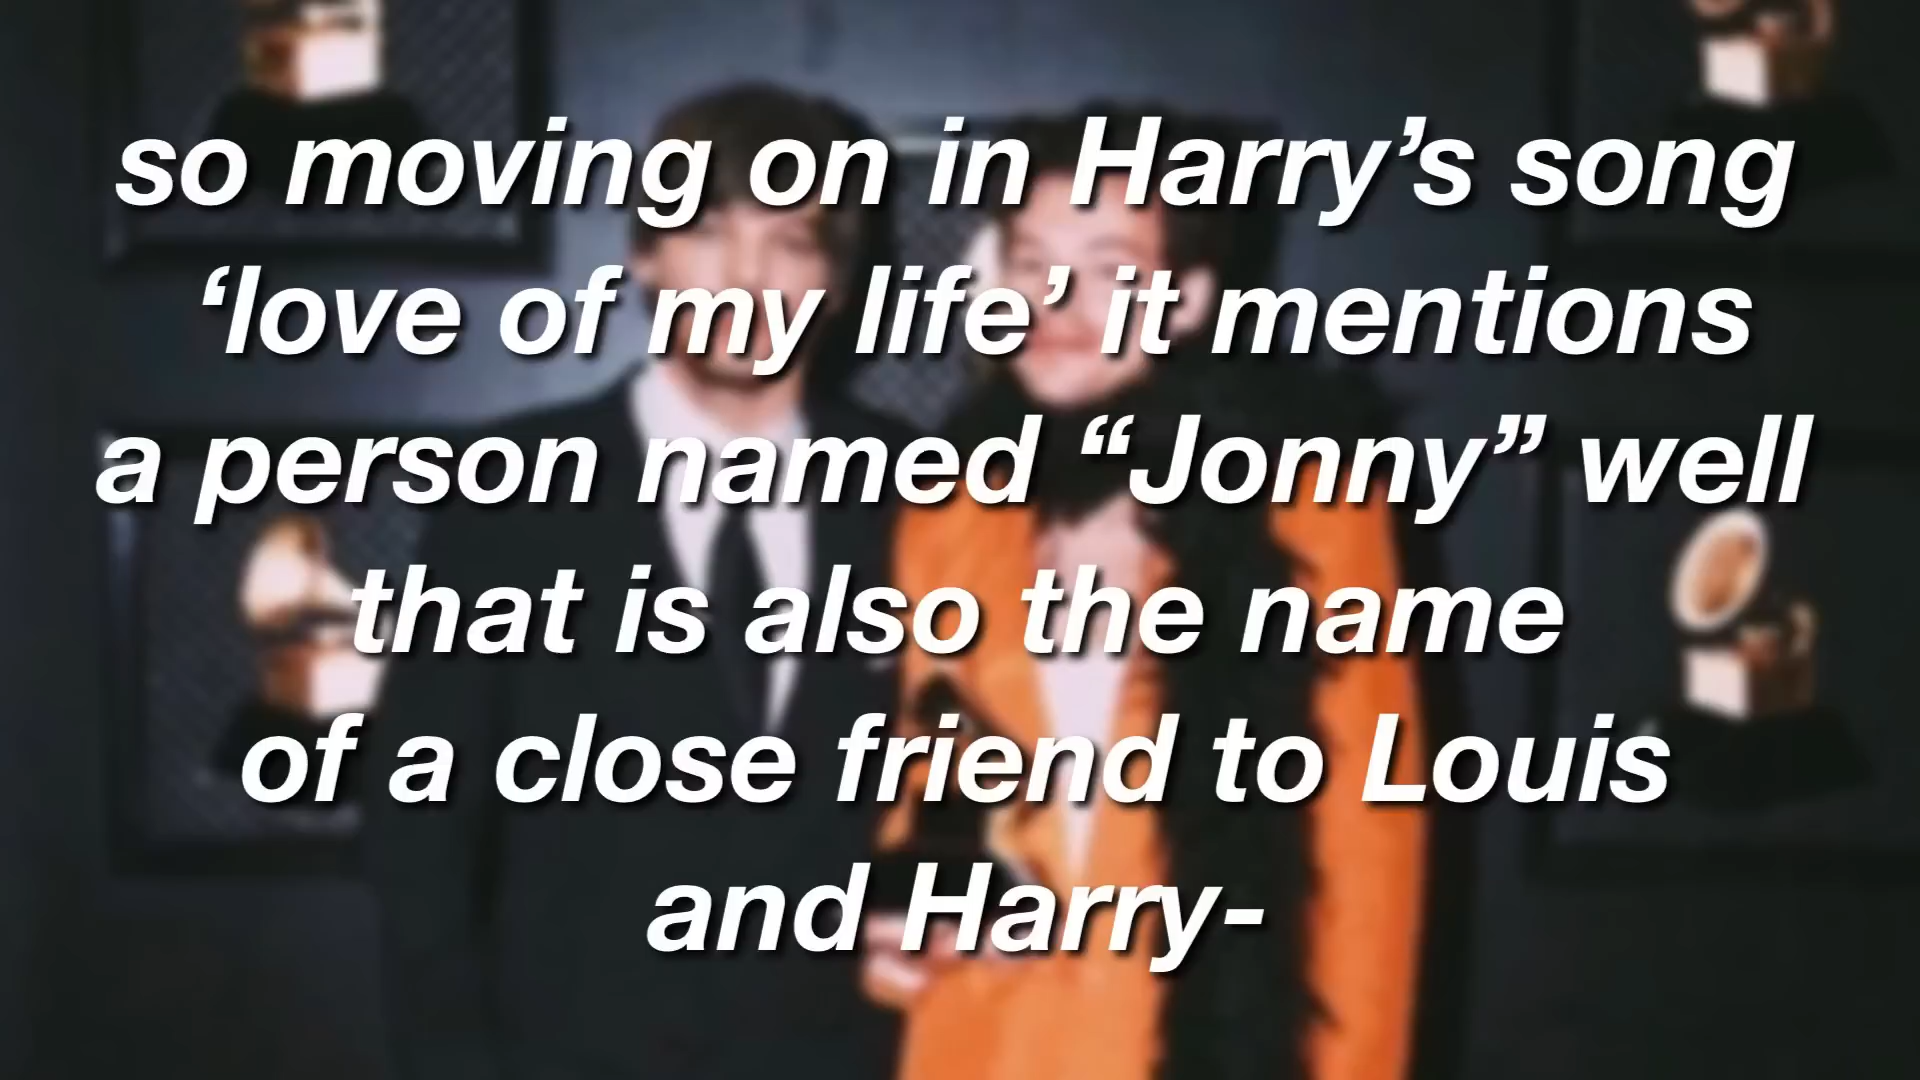 so moving on in Harry’s song
‘love of my life’ it mentions
a person named “Jonny” well
that is also the name
of a close friend to Louis
and Harry-